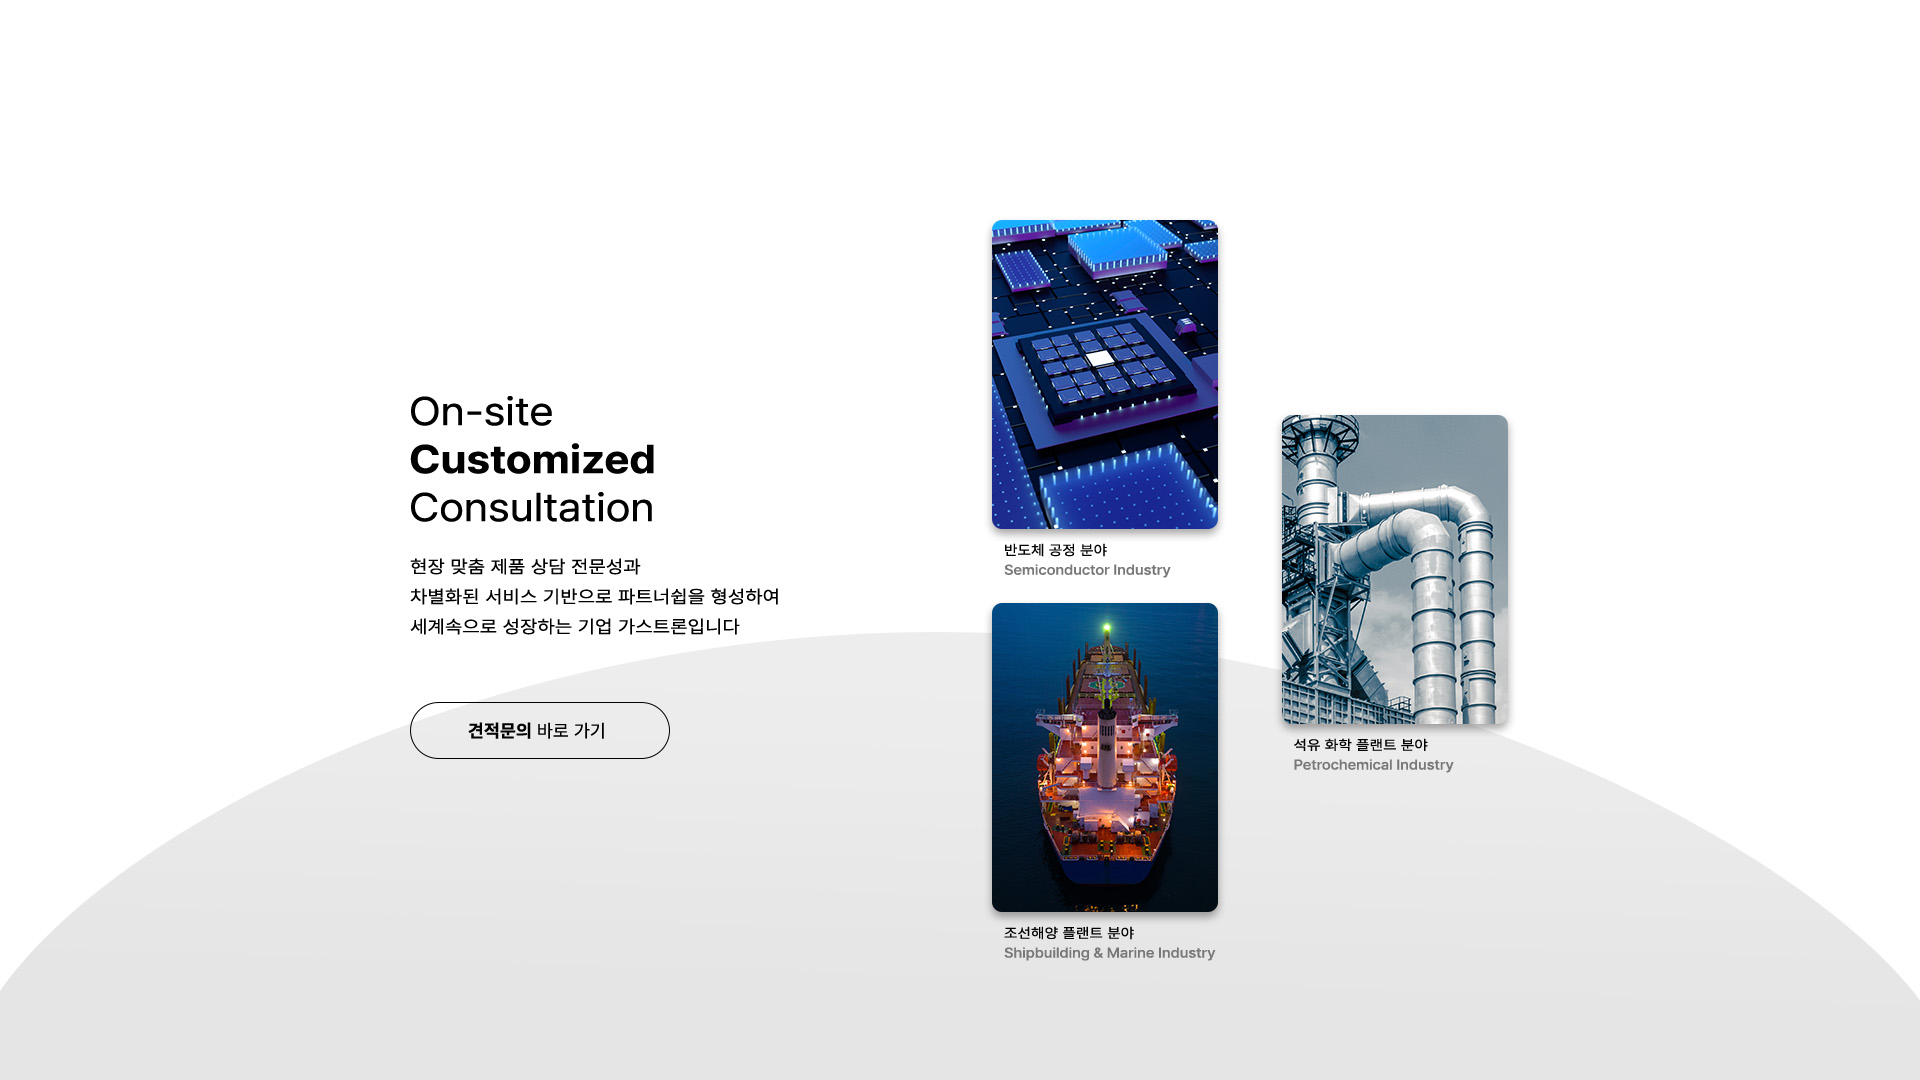 On-site
Customized
Consultation
현장 맞춤 제품 상담 전문성과
차별화된 서비스 기반으로 파트너쉽을 형성하여
세계속으로 성장하는 기업 가스트론입니다
견적문의 바로 가기
반도체 공정 분야
Semiconductor Industry
석유 화학 플랜트 분야
Petrochemical Industry
조선해양 플랜트 분야
Shipbuilding & Marine Industry